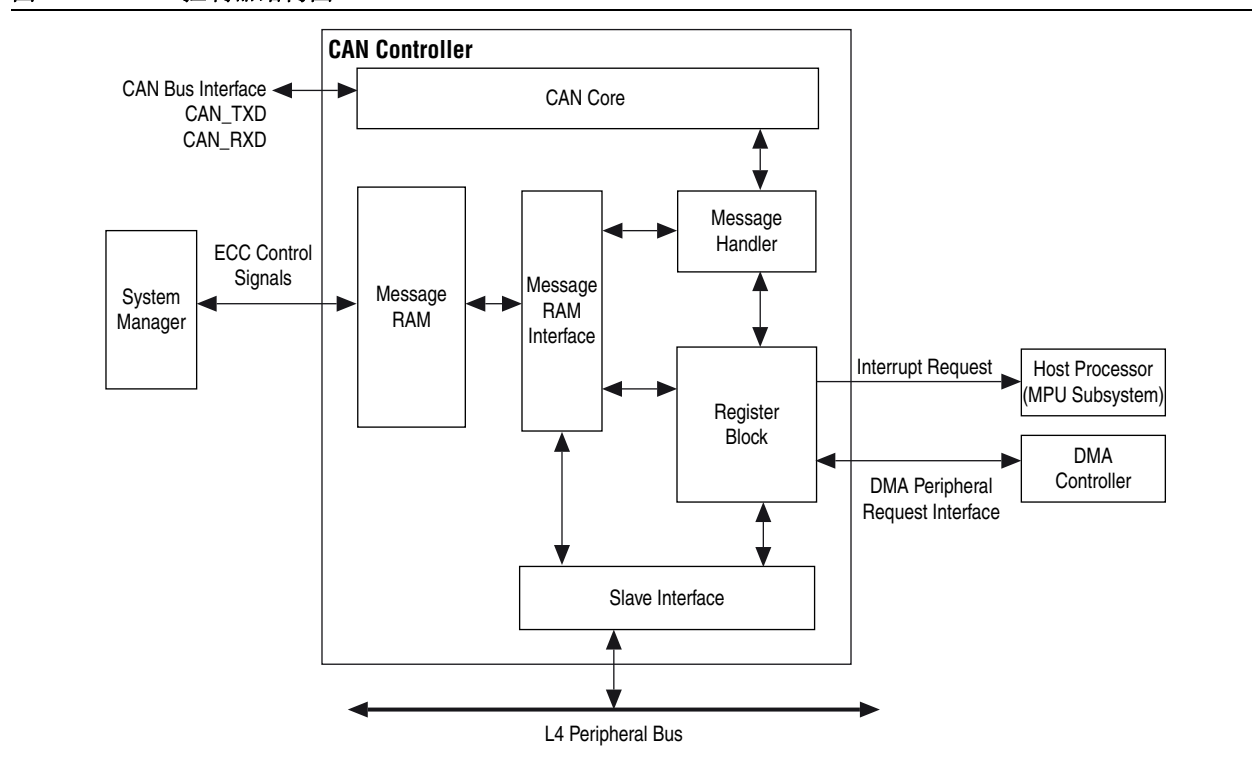 CAN Controller
CAN Bus Interface
CAN_TXD
CAN_RXD
CAN Core
Message
Handler
System
Manager
ECC Control
Signals
Message
RAM
Message
RAM
Interface
Register
Block
Interrupt Request
Host Processor
(MPU Subsystem)
DMA
Controller
DMA Peripheral
Request Interface
Slave Interface
L4 Peripheral Bus